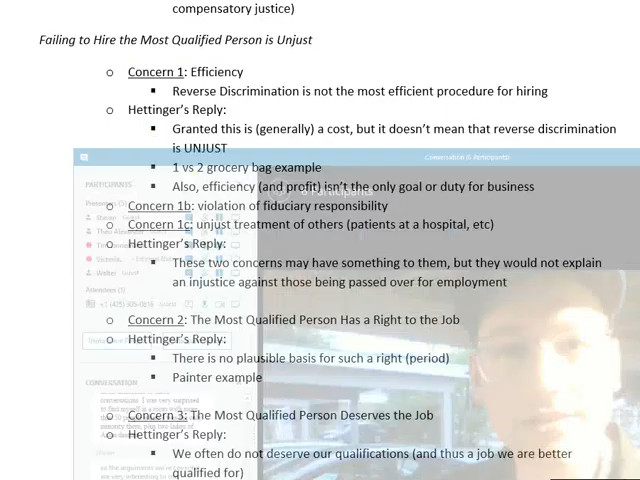 compensatory justice)
Failing to Hire the Most Qualified Person is Unjust
o Concern 1: Efficiency
▪ Reverse Discrimination is not the most efficient procedure for hiring
o Hettinger's Reply:
▪ Granted this is (generally) a cost, but it doesn't mean that reverse discrimination
is UNJUST
▪ 1 vs 2 grocery bag example
▪ Also, efficiency (and profit) isn't the only goal or duty for business
o Concern 1b: violation of fiduciary responsibility
o Concern 1c: unjust treatment of others (patients at a hospital, etc)
o Hettinger's Reply:
▪ These two concerns may have something to them, but they would not explain
an injustice against those being passed over for employment
o Concern 2: The Most Qualified Person Has a Right to the Job
o Hettinger's Reply:
▪ There is no plausible basis for such a right (period)
▪ Painter example
o Concern 3: The Most Qualified Person Deserves the Job
o Hettinger's Reply:
▪ We often do not deserve our qualifications (and thus a job we are better
qualified for)
Conversation (5 Participants)
PARTICIPANTS
Participants
CONVERSATION